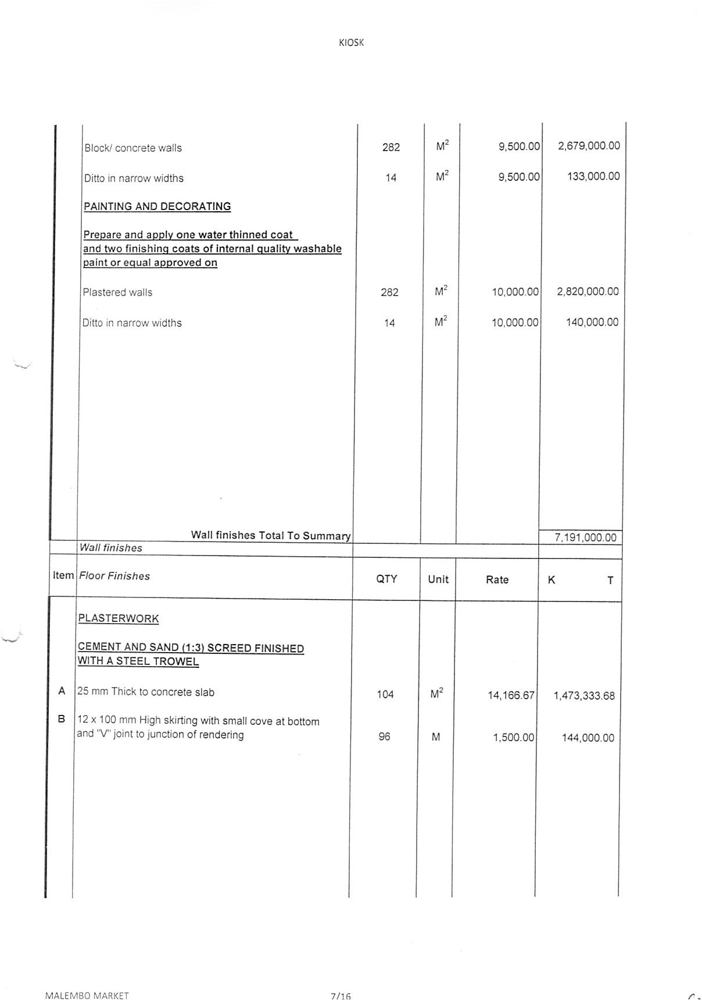 KIOSK
Block/ concrete walls 282 M² 9,500.00 2,679,000.00
Ditto in narrow widths 14 M² 9,500.00 133,000.00
PAINTING AND DECORATING
Prepare and apply one water thinned coat
and two finishing coats of internal quality washable
paint or equal approved on
Plastered walls 282 M² 10,000.00 2,820,000.00
Ditto in narrow widths 14 M² 10,000.00 140,000.00
Wall finishes Total To Summary 7,191,000.00
Wall finishes
Item Floor Finishes QTY Unit Rate K T
PLASTERWORK
CEMENT AND SAND (1:3) SCREED FINISHED
WITH A STEEL TROWEL
A 25 mm Thick to concrete slab 104 M² 14,166.67 1,473,333.68
B 12 x 100 mm High skirting with small cove at bottom
and "V" joint to junction of rendering 96 M 1,500.00 144,000.00
MALEMBO MARKET 7/16